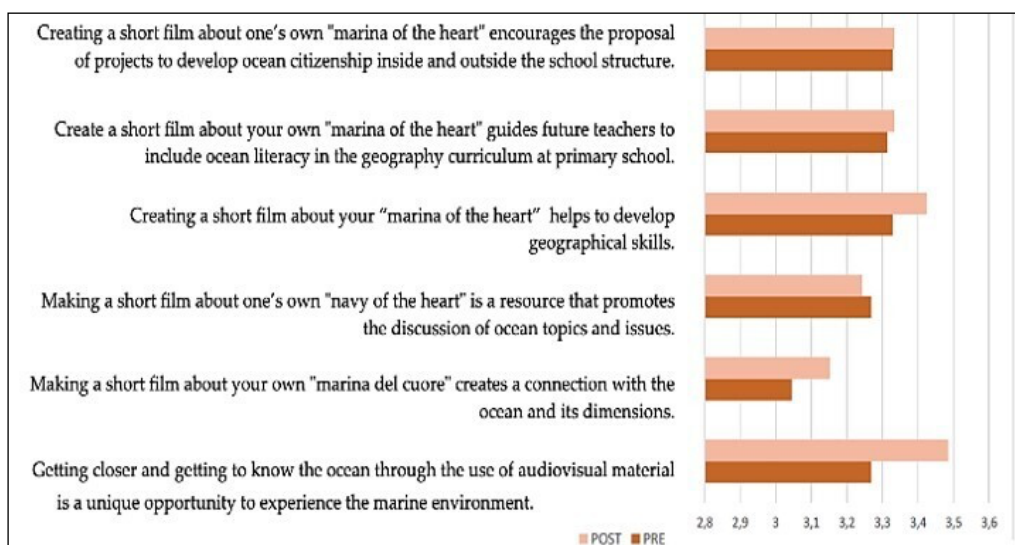 Creating a short film about one's own "marina of the heart" encourages the proposal
of projects to develop ocean citizenship inside and outside the school structure.
Create a short film about your own "marina of the heart" guides future teachers to
include ocean literacy in the geography curriculum at primary school.
Creating a short film about your “marina of the heart” helps to develop
geographical skills.
Making a short film about one's own "navy of the heart" is a resource that promotes
the discussion of ocean topics and issues.
Making a short film about your own "marina del cuore" creates a connection with the
ocean and its dimensions.
Getting closer and getting to know the ocean through the use of audiovisual material
is a unique opportunity to experience the marine environment.
2,8 2,9 3 3,1 3,2 3,3 3,4 3,5 3,6
POST PRE